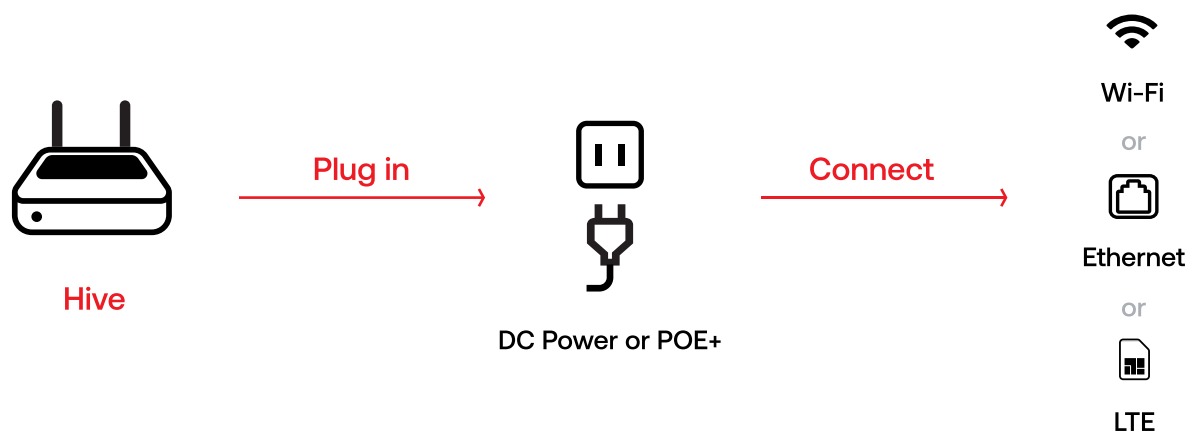 Hive
Plug in
DC Power or POE+
Connect
Wi-Fi
or
Ethernet
or
LTE